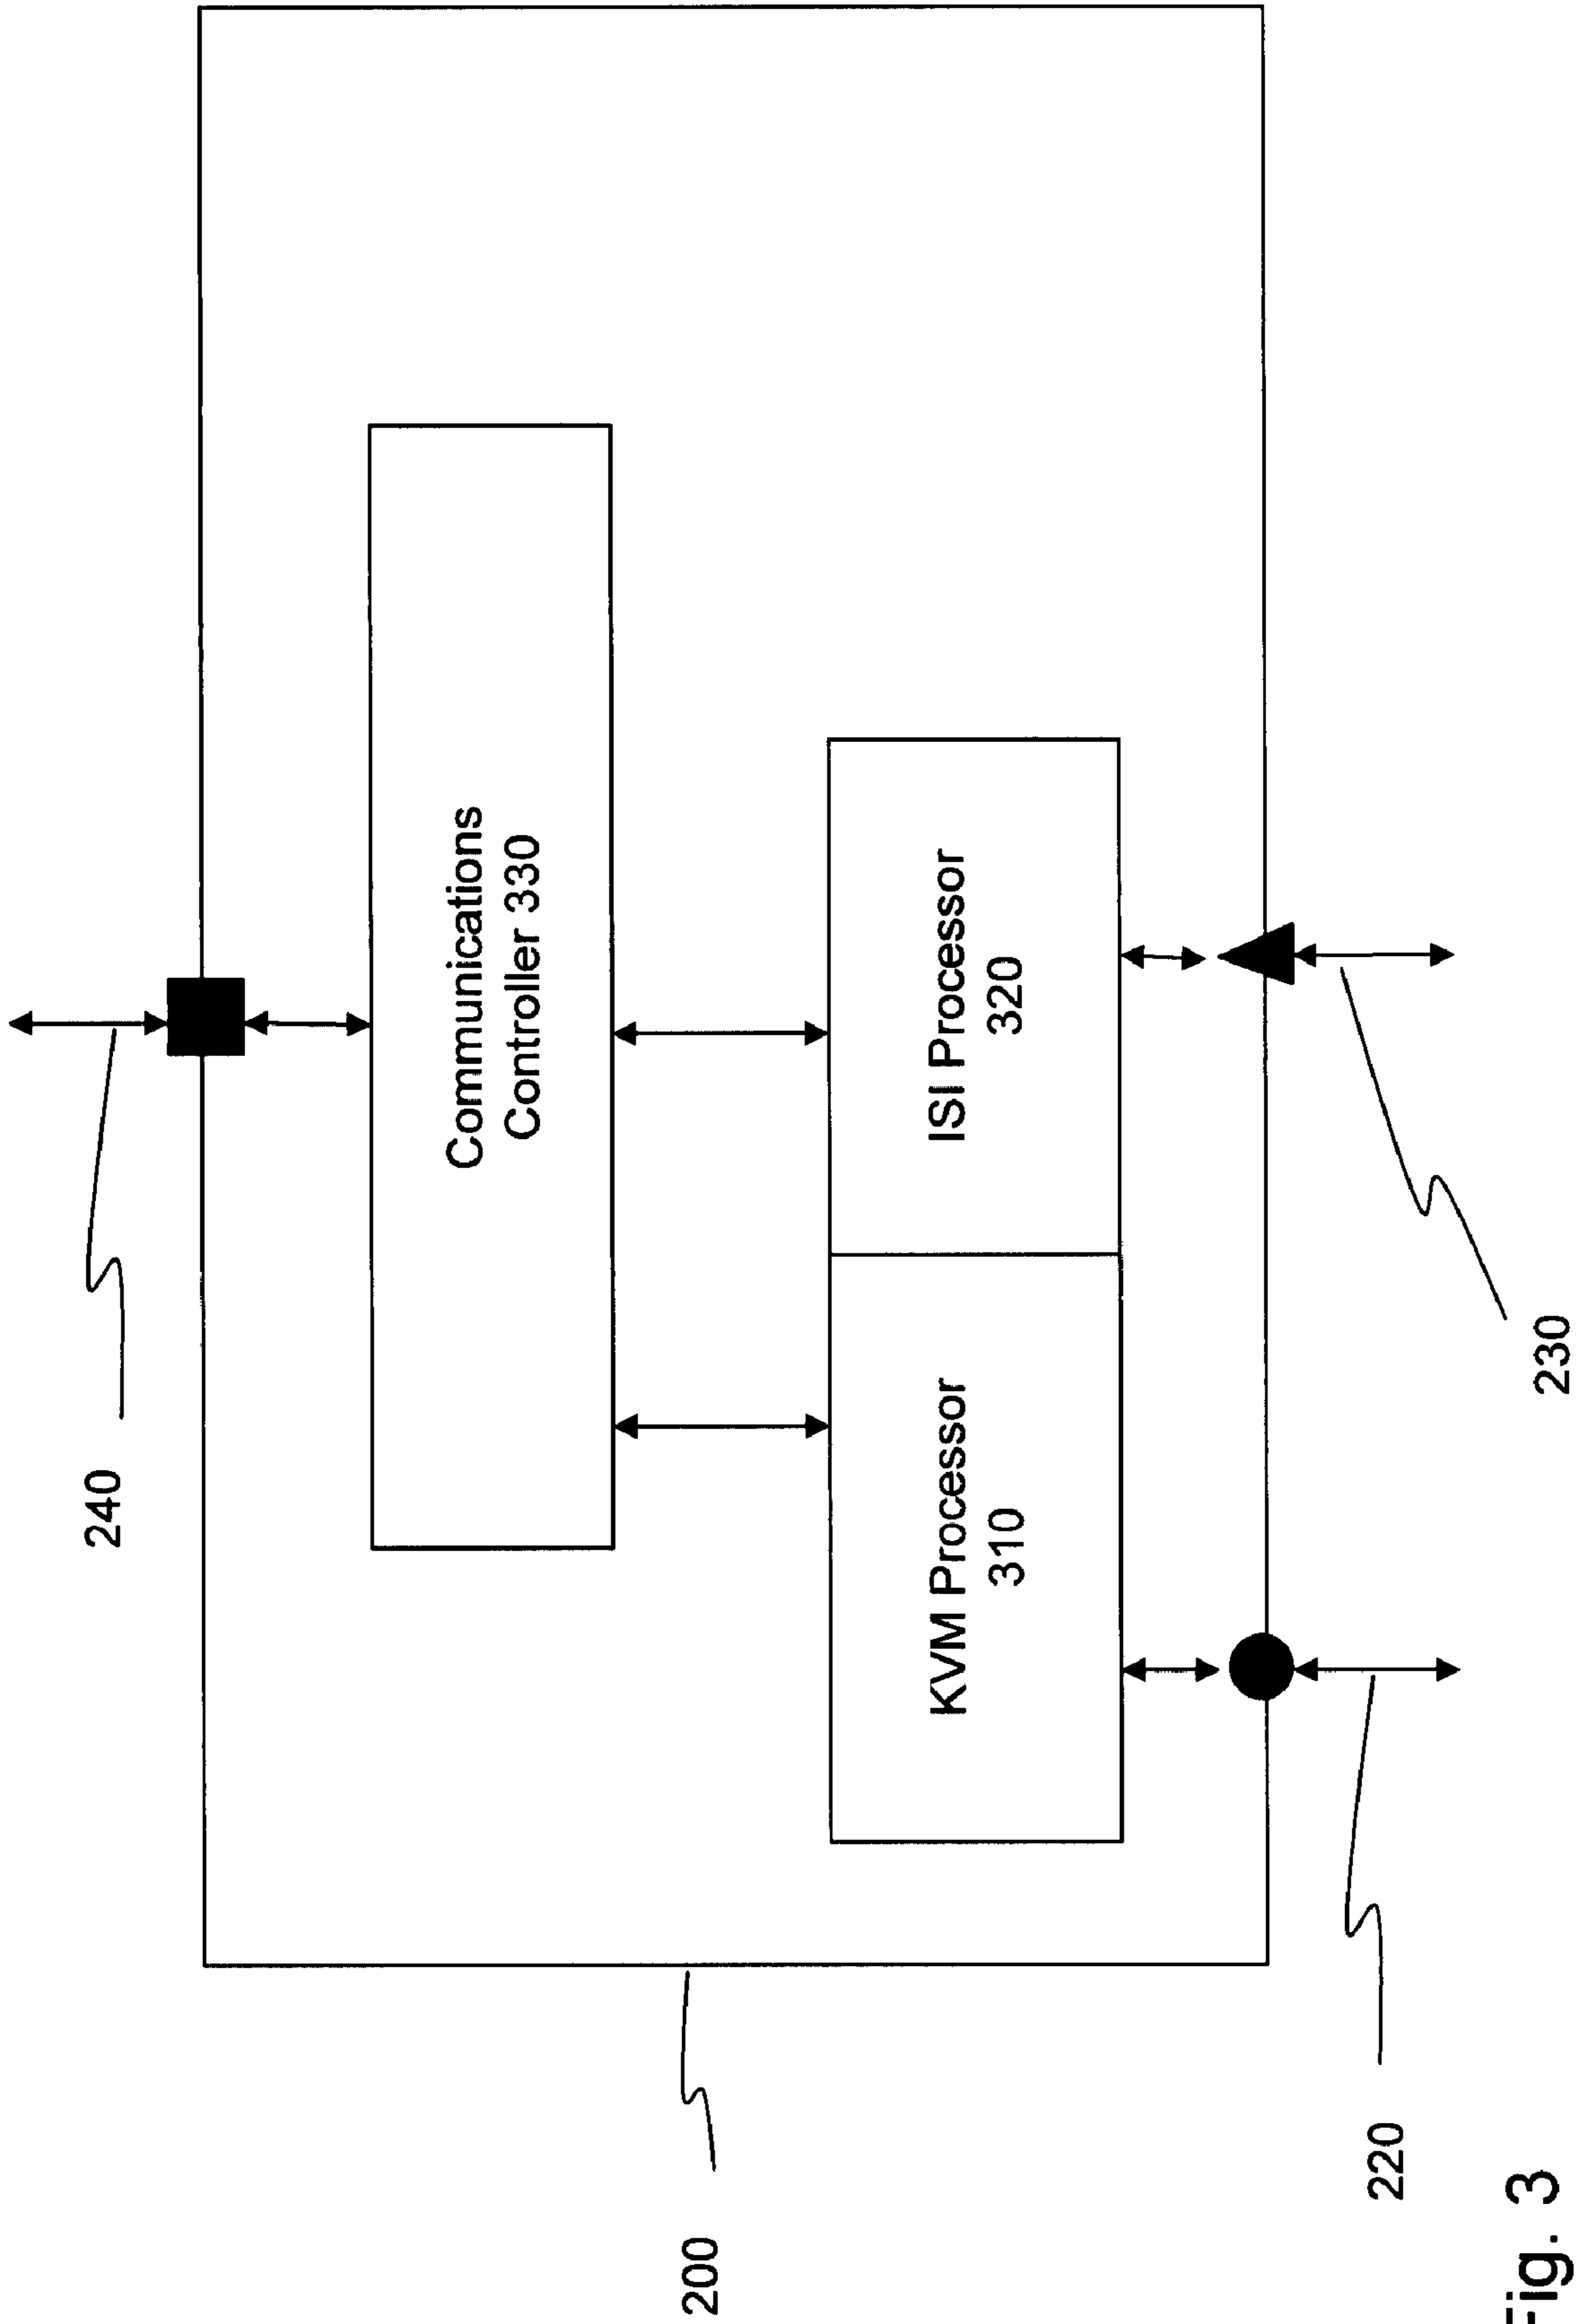 240
Communications
Controller 330
200
KVM Processor
310
ISI Processor
320
220
230
Fig. 3